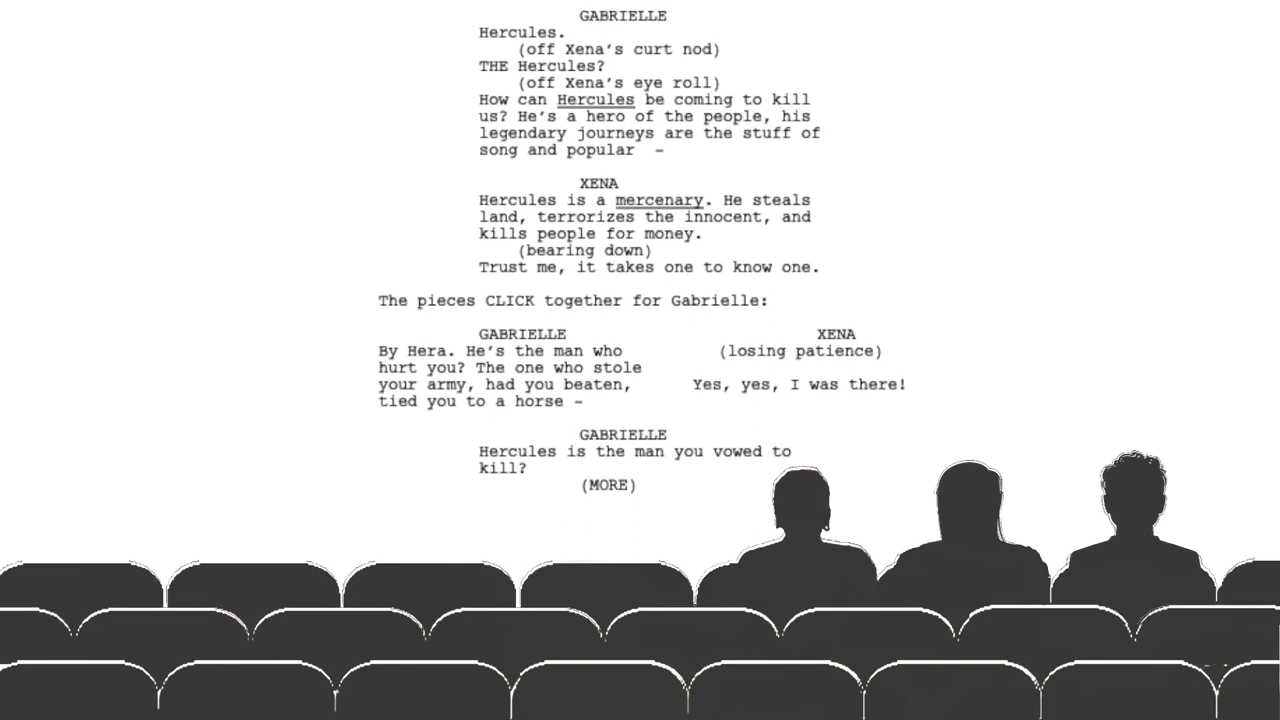 GABRIELLE
Hercules.
(off Xena's curt nod)
THE Hercules?
(off Xena's eye roll)
How can Hercules be coming to kill
us? He's a hero of the people, his
legendary journeys are the stuff of
song and popular –
XENA
Hercules is a mercenary. He steals
land, terrorizes the innocent, and
kills people for money.
(bearing down)
Trust me, it takes one to know one.
The pieces CLICK together for Gabrielle:
GABRIELLE
By Hera. He's the man who
hurt you? The one who stole
your army, had you beaten,
tied you to a horse –
XENA
(losing patience)
Yes, yes, I was there!
GABRIELLE
Hercules is the man you vowed to
kill?
(MORE)